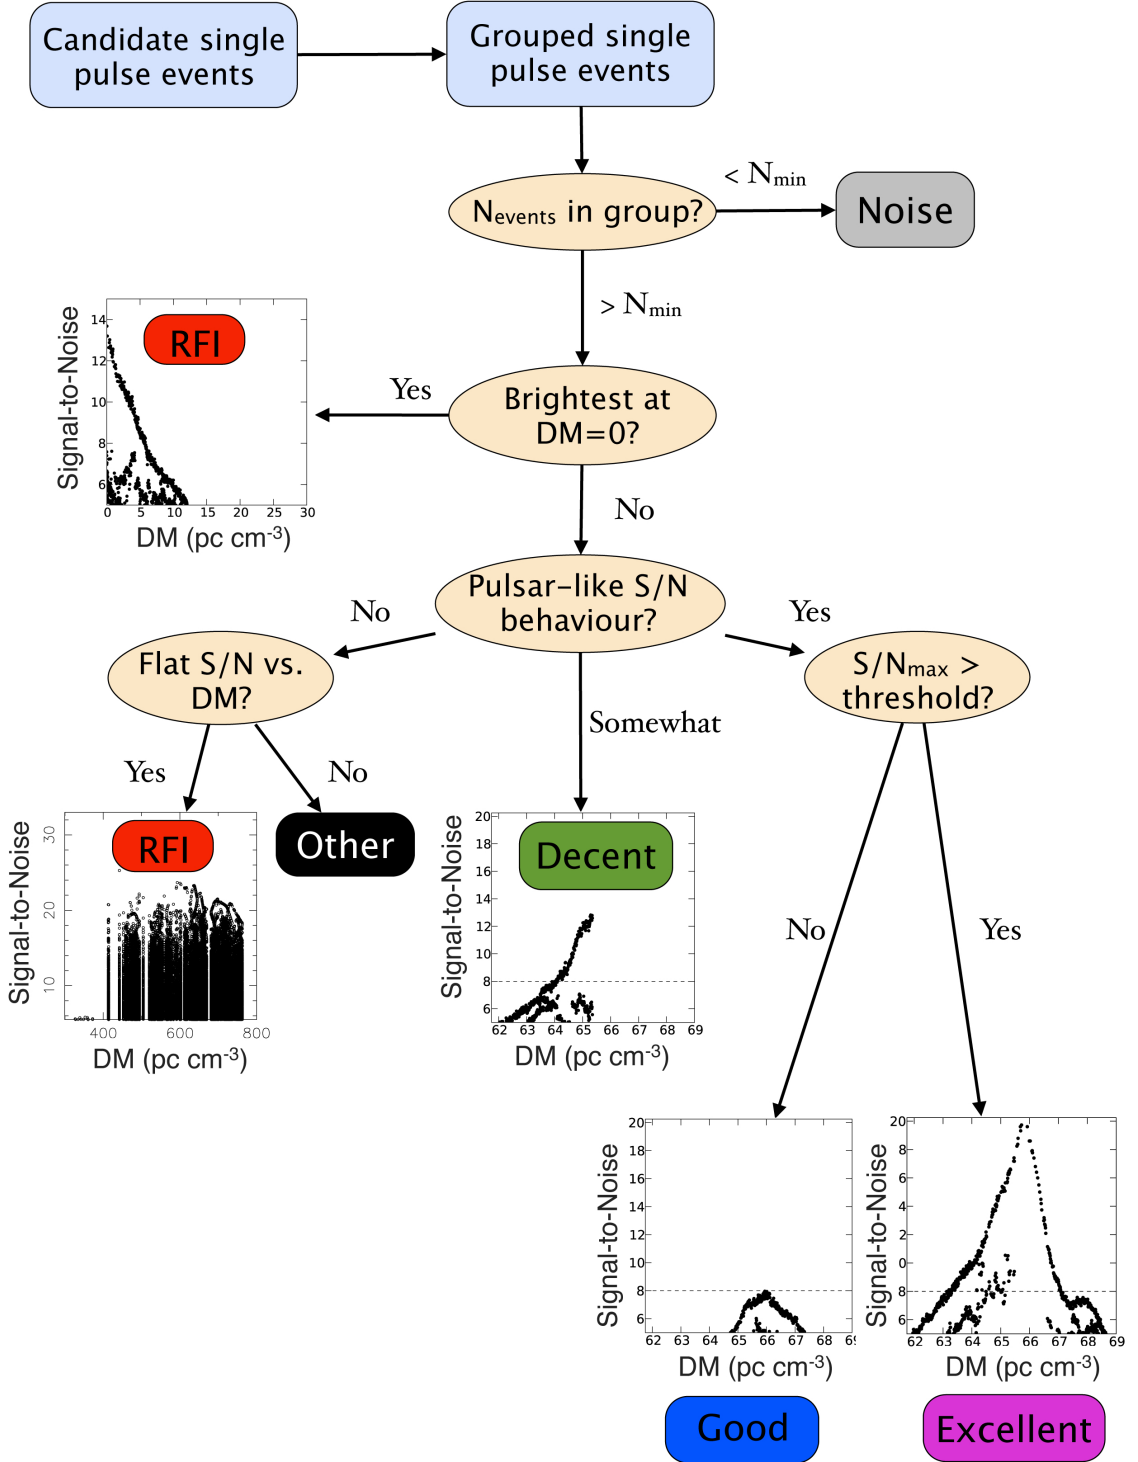 Candidate single
pulse events
Grouped single
pulse events
N_events in group?
< N_min
Noise
> N_min
Brightest at
DM=0?
Yes
No
RFI
Signal-to-Noise
14
12
10
8
6
0 5 10 15 20 25 30
DM (pc cm⁻³)
Pulsar-like S/N
behaviour?
No
Somewhat
Yes
Flat S/N vs.
DM?
S/N_max >
threshold?
Yes
No
RFI
Signal-to-Noise
30
20
10
400 600 800
DM (pc cm⁻³)
Other
Decent
Signal-to-Noise
20
18
16
14
12
10
8
6
62 63 64 65 66 67 68 69
DM (pc cm⁻³)
No
Yes
Signal-to-Noise
20
18
16
14
12
10
8
6
62 63 64 65 66 67 68 69
DM (pc cm⁻³)
Good
Signal-to-Noise
20
8
6
4
2
0
8
6
62 63 64 65 66 67 68 69
DM (pc cm⁻³)
Excellent